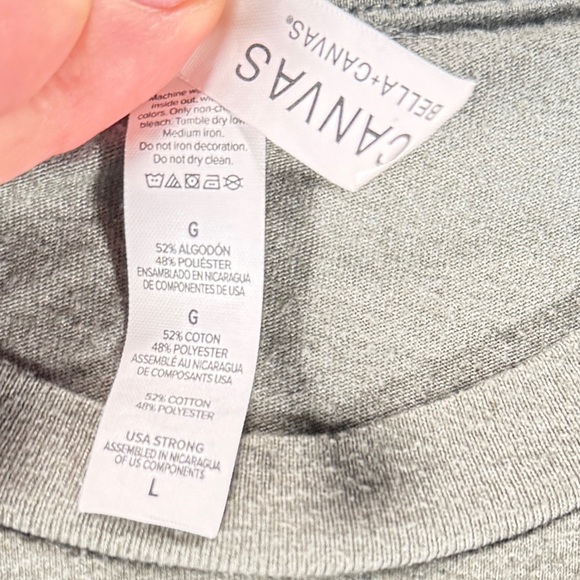 CANVAS
BELLA+CANVAS®
Machine
inside out,
colors. Only
bleach. Tumble dry low.
Medium iron.
Do not iron decoration.
Do not dry clean.
G
52% ALGODÓN
48% POLIÉSTER
ENSAMBLADO EN NICARAGUA
DE COMPONENTES DE USA
G
52% COTON
48% POLYESTER
ASSEMBLÉ AU NICARAGUA
DE COMPOSANTS USA
52% COTTON
48% POLYESTER
USA STRONG
ASSEMBLED IN NICARAGUA
OF US COMPONENTS
L